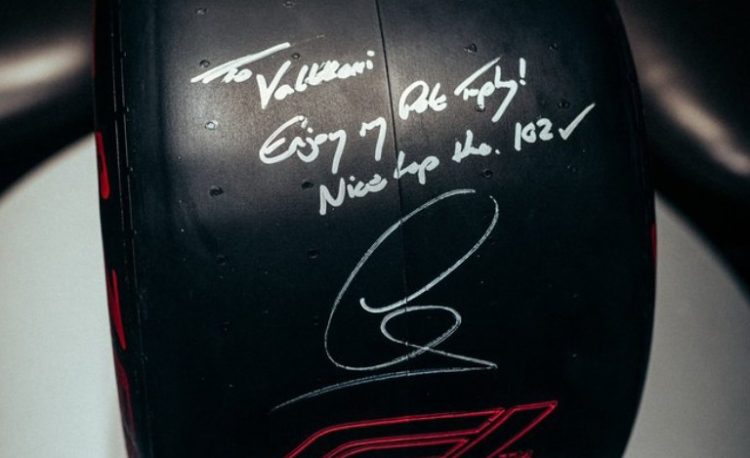 To Valtteri
Enjoy my Pole Trophy!
Nice lap tho. 102✓